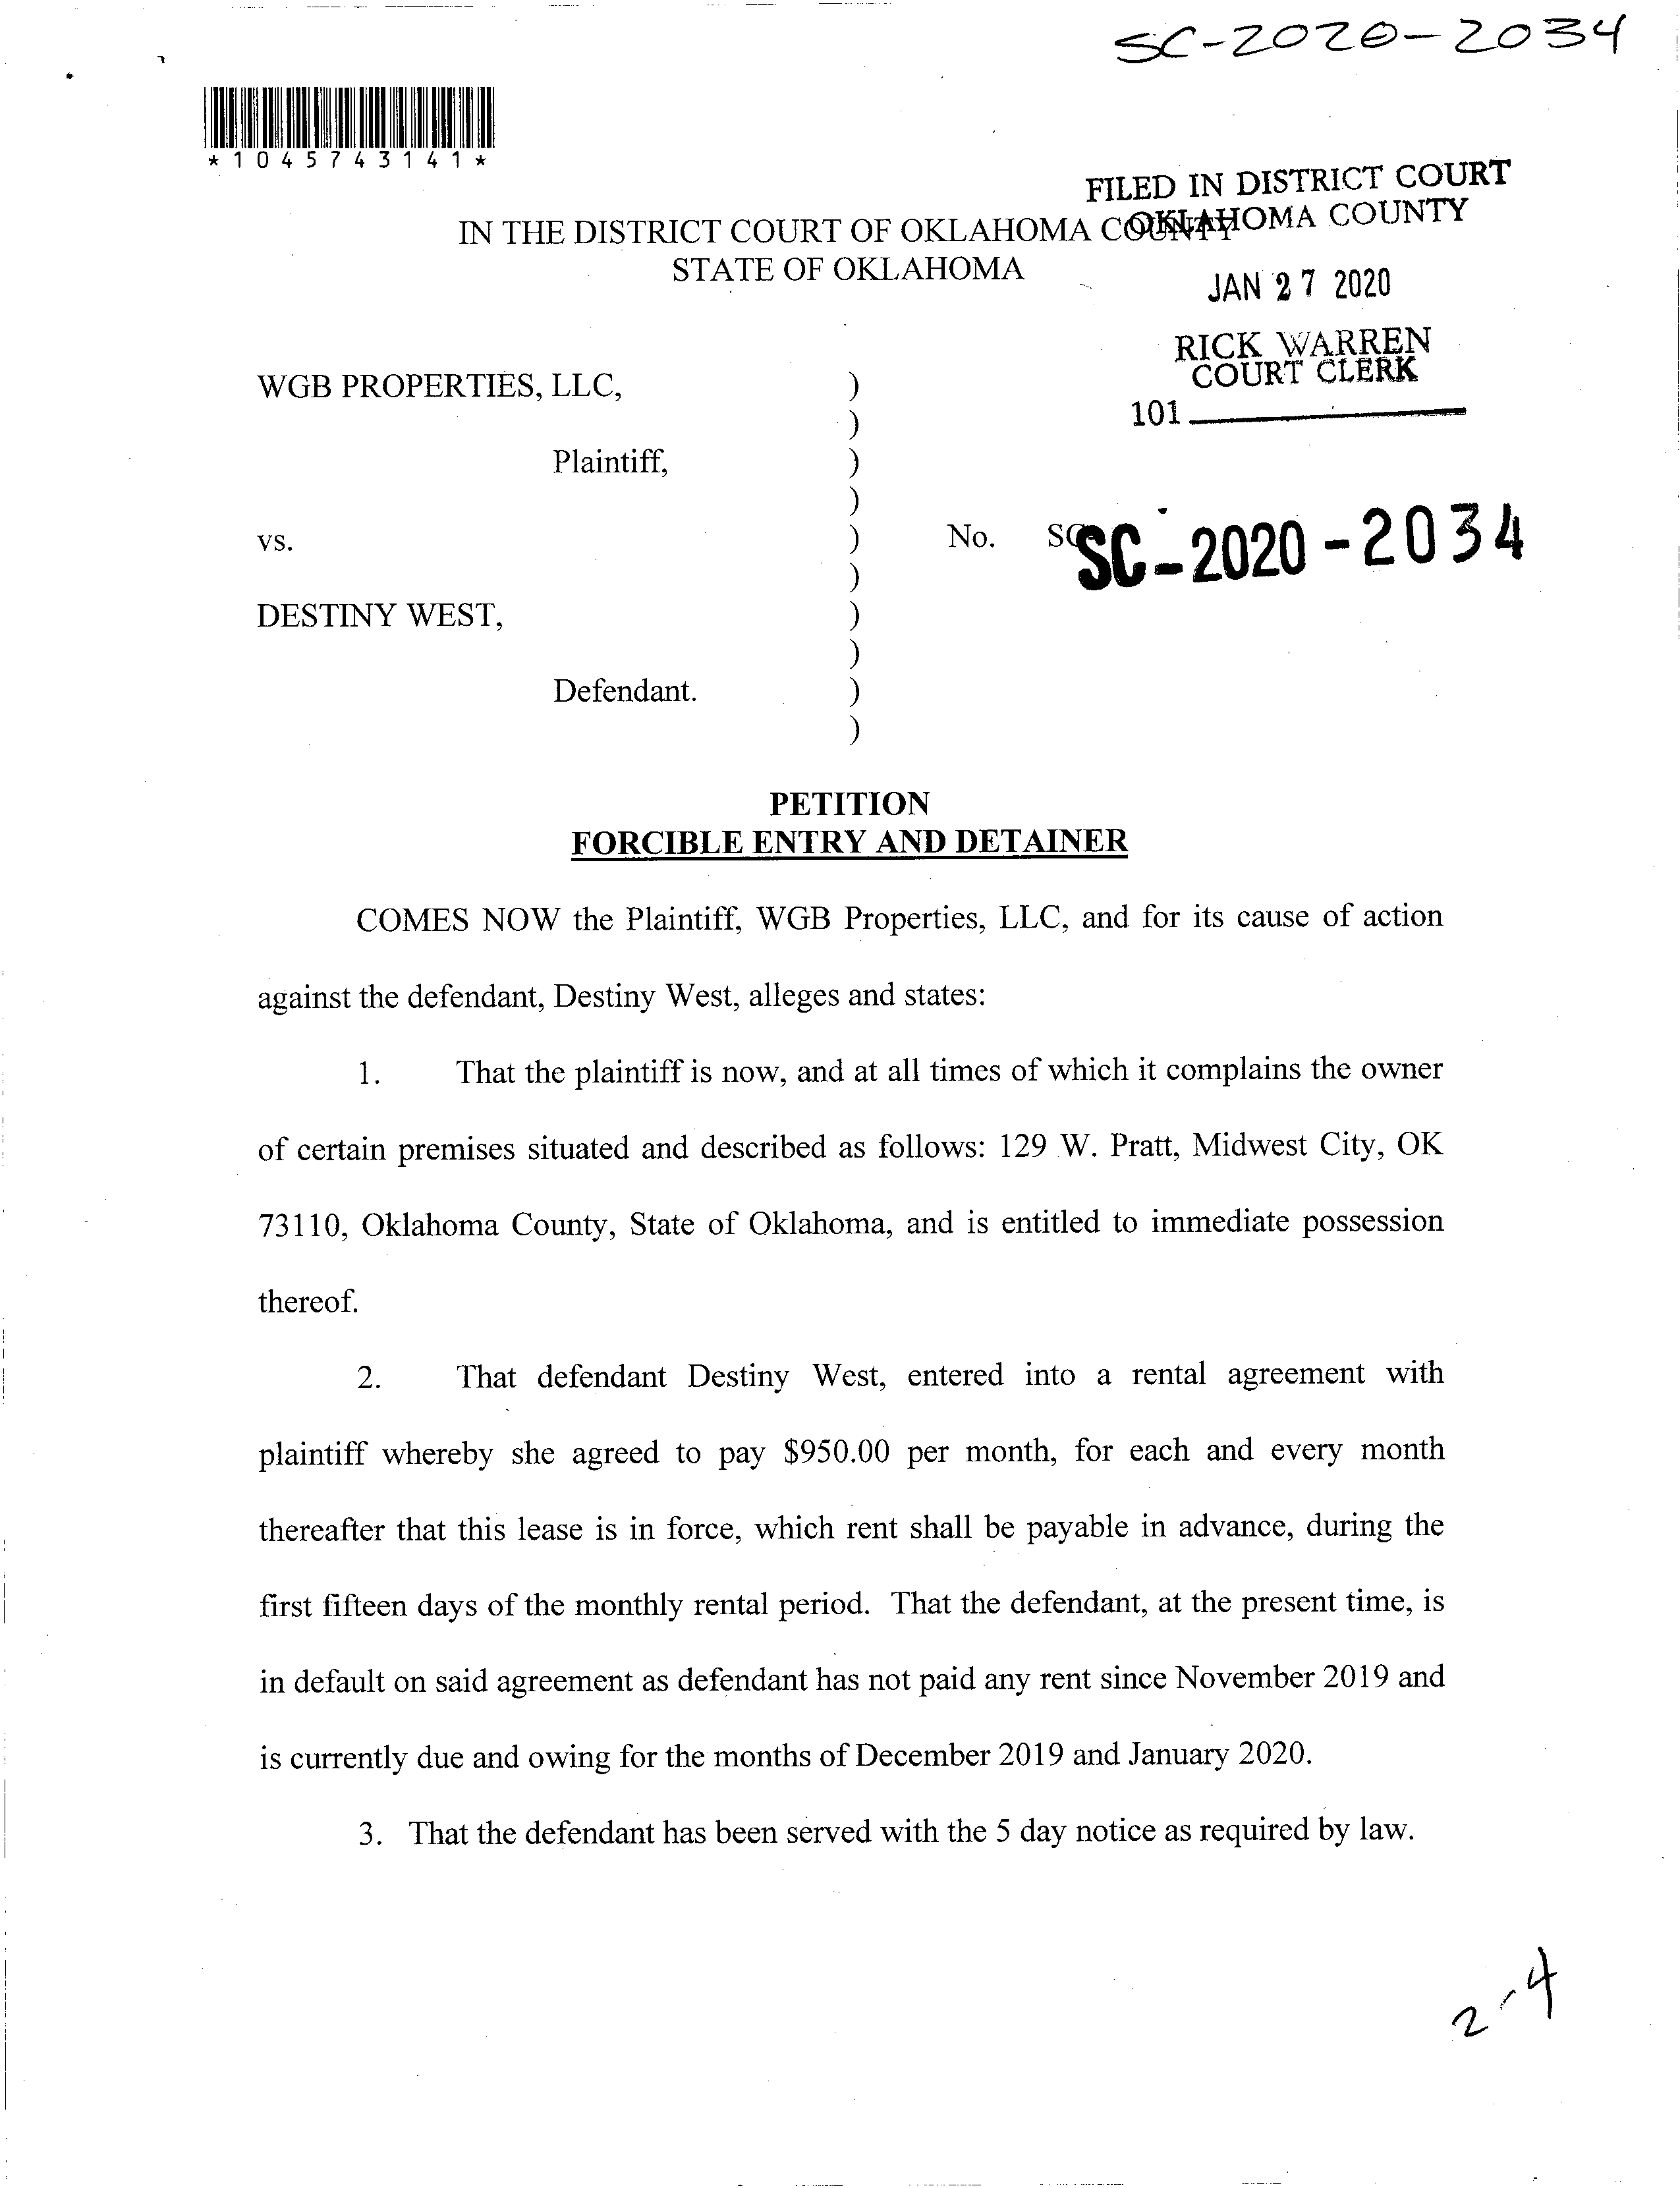 SC-2020-2034
*1045743141*
FILED IN DISTRICT COURT
OKLAHOMA COUNTY
IN THE DISTRICT COURT OF OKLAHOMA COUNTY
STATE OF OKLAHOMA
JAN 27 2020
RICK WARREN
COURT CLERK
101
WGB PROPERTIES, LLC, )
)
Plaintiff, )
)
vs. ) No. SC SC-2020-2034
)
DESTINY WEST, )
)
Defendant. )
)
PETITION
FORCIBLE ENTRY AND DETAINER
COMES NOW the Plaintiff, WGB Properties, LLC, and for its cause of action
against the defendant, Destiny West, alleges and states:
1. That the plaintiff is now, and at all times of which it complains the owner
of certain premises situated and described as follows: 129 W. Pratt, Midwest City, OK
73110, Oklahoma County, State of Oklahoma, and is entitled to immediate possession
thereof.
2. That defendant Destiny West, entered into a rental agreement with
plaintiff whereby she agreed to pay $950.00 per month, for each and every month
thereafter that this lease is in force, which rent shall be payable in advance, during the
first fifteen days of the monthly rental period. That the defendant, at the present time, is
in default on said agreement as defendant has not paid any rent since November 2019 and
is currently due and owing for the months of December 2019 and January 2020.
3. That the defendant has been served with the 5 day notice as required by law.
2-4